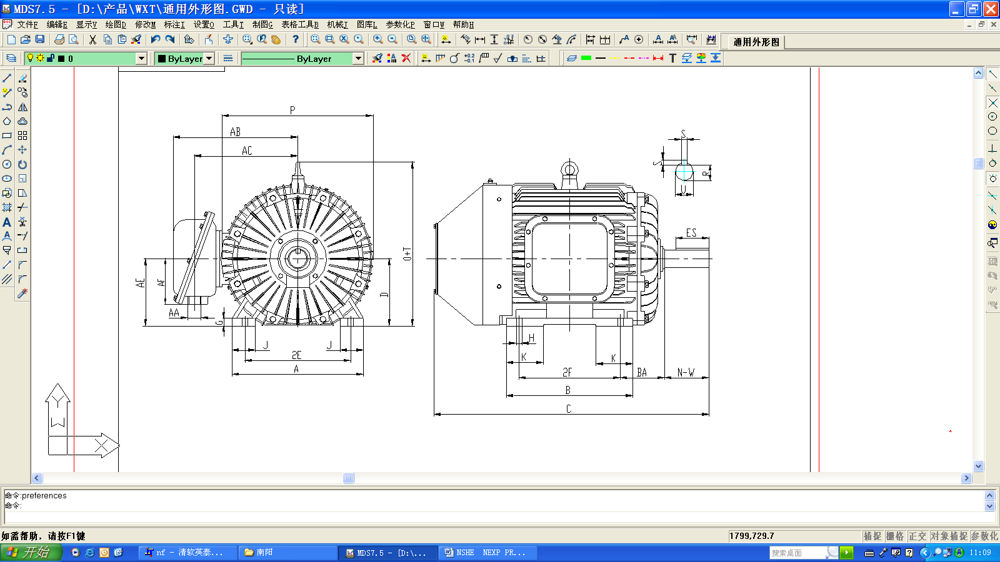 MDS7.5 - [D:\产品\WXT\通用外形图.GWD - 只读]
文件F 编辑E 显示V 绘图D 修改M 标注I 设置O 工具T 制图G 表格工具B 机械J 图库L 参数化P 窗口W 帮助H
通用外形图
0 ByLayer ByLayer
P
AB
AC
S
S
R
U
ES
O+T
AE
AF
D
AA
G
J J
H
2E
K K
A
2F BA N-W
B
C
Y
W
X
命令:preferences
命令:
如需帮助，请按F1键 1799,729.7 捕捉 栅格 正交 对象捕捉 参数化
开始 nf - 清软英泰... 南阳 MDS7.5 - [D:\... NSHE NEXP PR... 搜索桌面 11:09